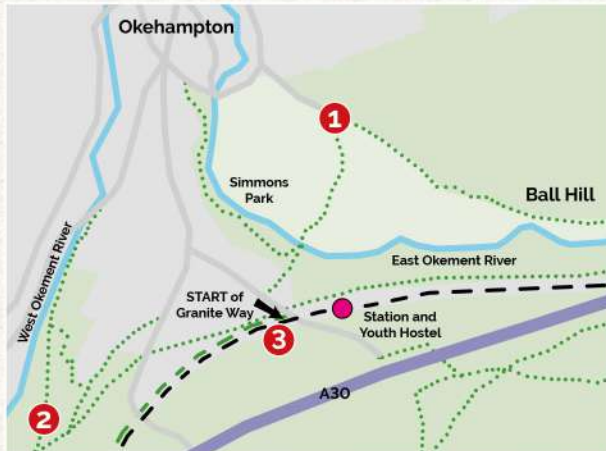 Okehampton
1
Simmons
Park
Ball Hill
West Okement River
East Okement River
START of
Granite Way
Station and
Youth Hostel
3
A30
2